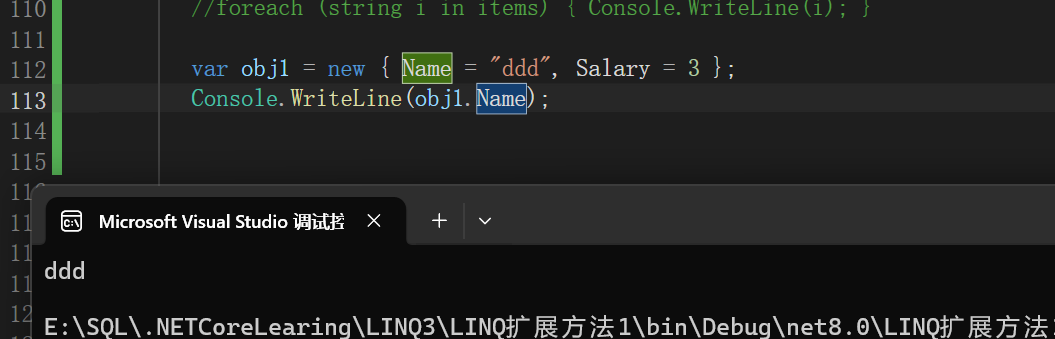 110 //foreach (string i in items) { Console.WriteLine(i); }
111
112 var obj1 = new { Name = "ddd", Salary = 3 };
113 Console.WriteLine(obj1.Name);
114
115
Microsoft Visual Studio 调试控
ddd
E:\SQL\.NETCoreLearing\LINQ3\LINQ扩展方法1\bin\Debug\net8.0\LINQ扩展方法